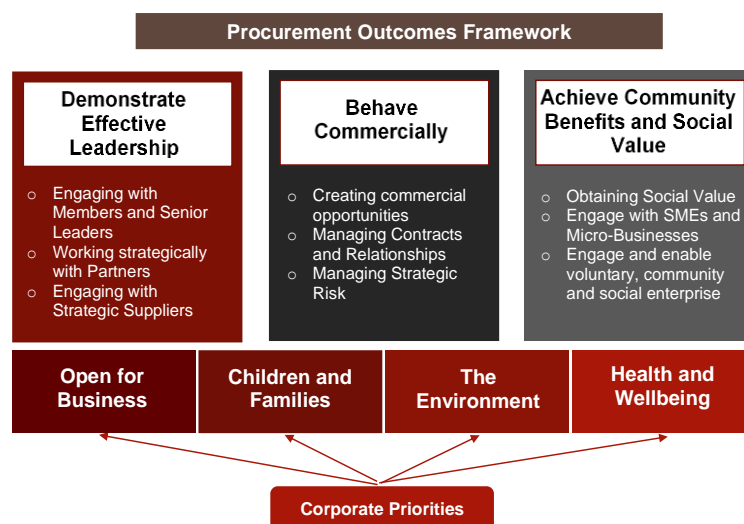 Procurement Outcomes Framework
Demonstrate
Effective
Leadership
o Engaging with
Members and Senior
Leaders
o Working strategically
with Partners
o Engaging with
Strategic Suppliers
Behave
Commercially
o Creating commercial
opportunities
o Managing Contracts
and Relationships
o Managing Strategic
Risk
Achieve Community
Benefits and Social
Value
o Obtaining Social Value
o Engage with SMEs and
Micro-Businesses
o Engage and enable
voluntary, community
and social enterprise
Open for
Business
Children and
Families
The
Environment
Health and
Wellbeing
Corporate Priorities